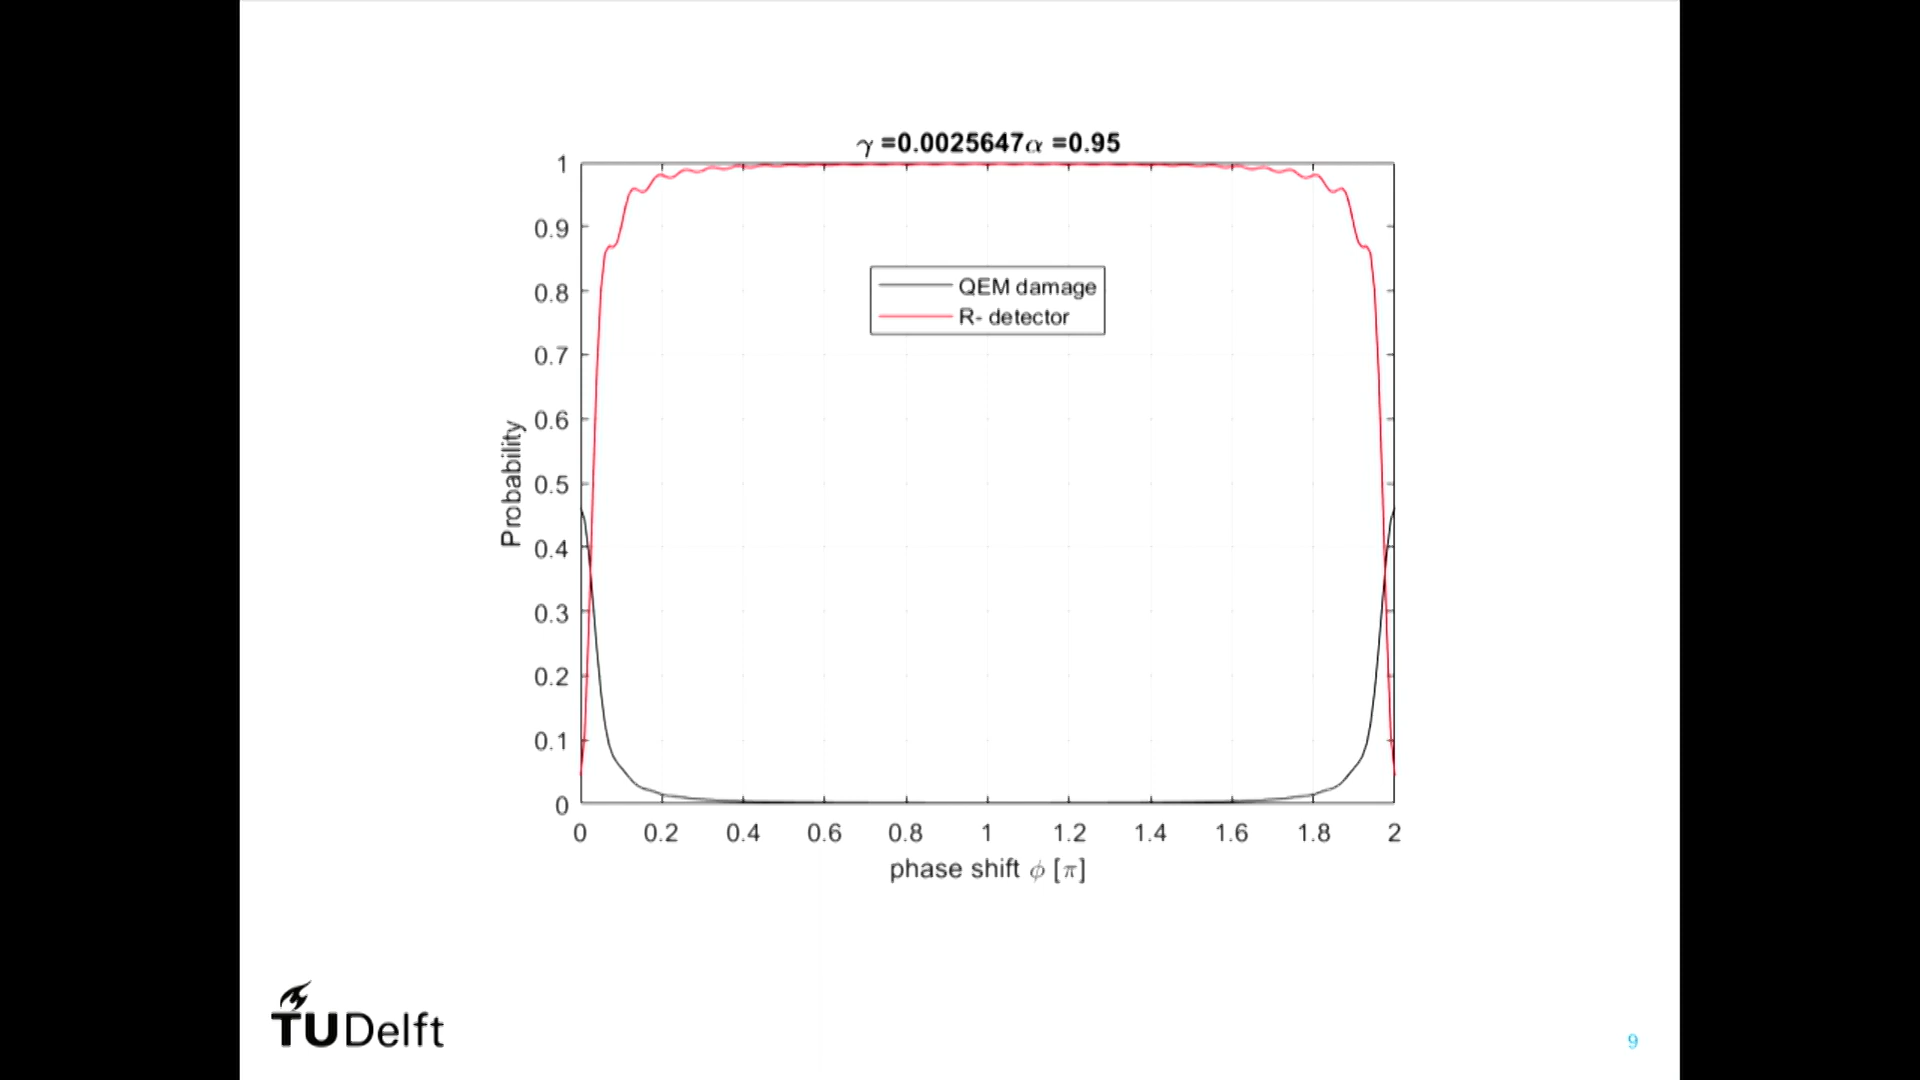 γ =0.0025647α =0.95
1
0.9
0.8
0.7
0.6
0.5
0.4
0.3
0.2
0.1
0
Probability
QEM damage
R- detector
0 0.2 0.4 0.6 0.8 1 1.2 1.4 1.6 1.8 2
phase shift ϕ [π]
TUDelft
9